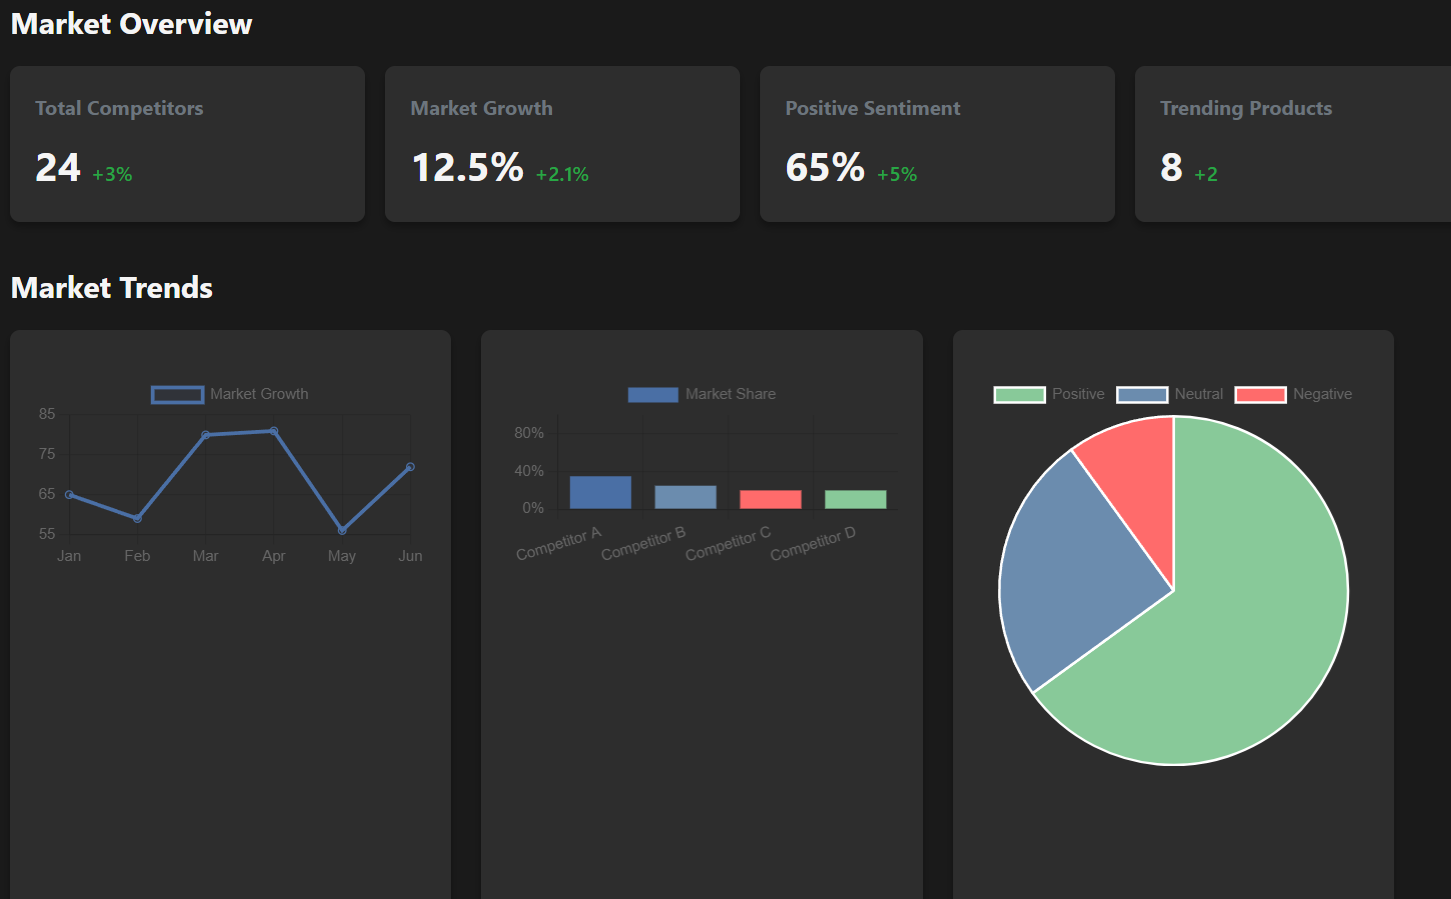 Market Overview
Total Competitors
24 +3%
Market Growth
12.5% +2.1%
Positive Sentiment
65% +5%
Trending Products
8 +2
Market Trends
Market Growth
85
75
65
55
Jan Feb Mar Apr May Jun
Market Share
80%
40%
0%
Competitor A Competitor B Competitor C Competitor D
Positive Neutral Negative